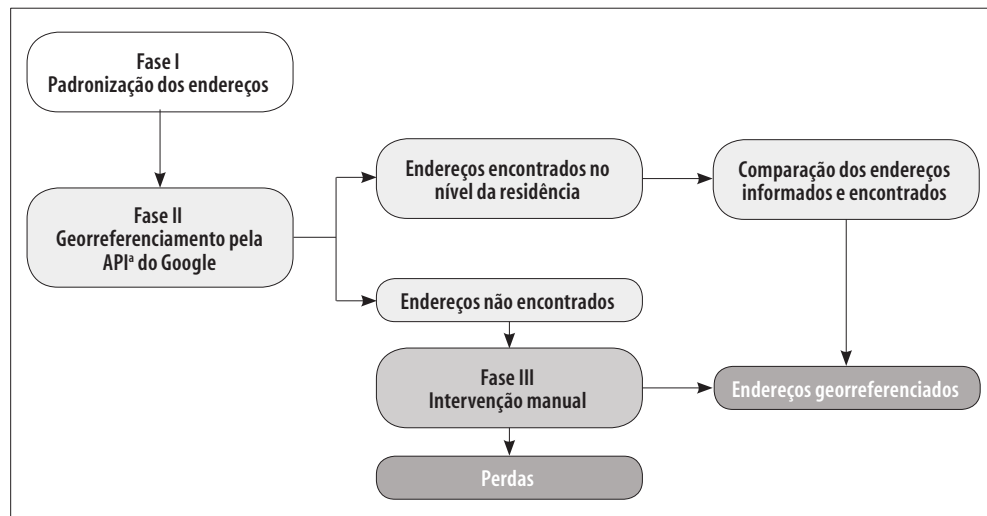 Fase I
Padronização dos endereços
Fase II
Georreferenciamento pela
APIª do Google
Endereços encontrados no
nível da residência
Comparação dos endereços
informados e encontrados
Endereços não encontrados
Fase III
Intervenção manual
Endereços georreferenciados
Perdas